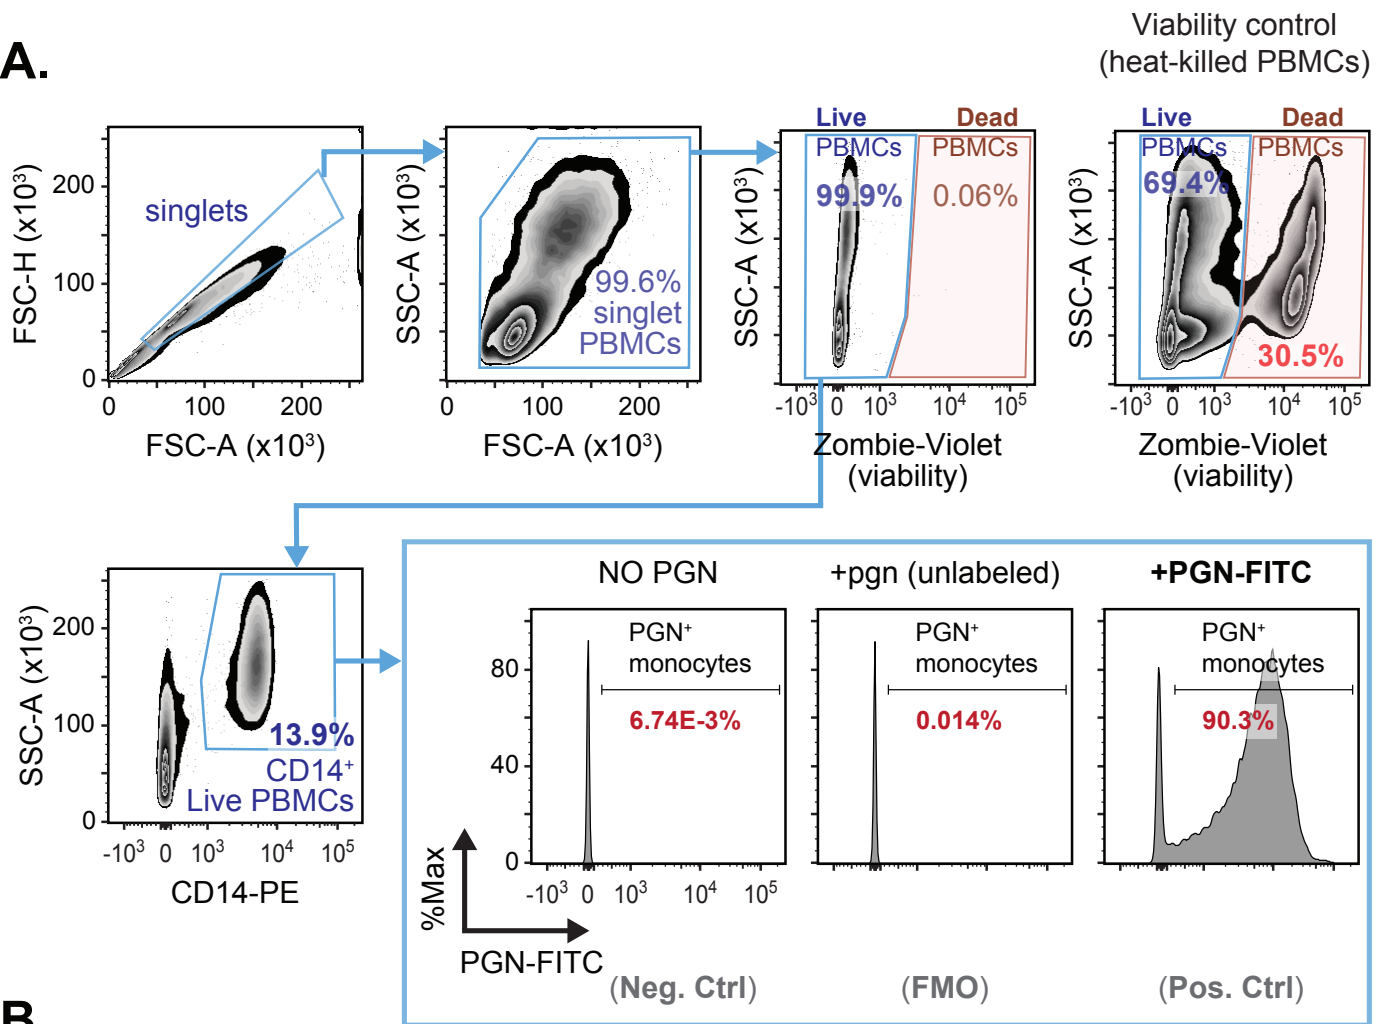 A.
Viability control
(heat-killed PBMCs)
FSC-H (x10³)
200
100
0
singlets
0 100 200
FSC-A (x10³)
SSC-A (x10³)
200
100
0
99.6%
singlet
PBMCs
0 100 200
FSC-A (x10³)
SSC-A (x10³)
Live Dead
PBMCs PBMCs
99.9% 0.06%
-10³ 0 10³ 10⁴ 10⁵
Zombie-Violet
(viability)
SSC-A (x10³)
Live Dead
PBMCs PBMCs
69.4%
30.5%
-10³ 0 10³ 10⁴ 10⁵
Zombie-Violet
(viability)
SSC-A (x10³)
200
100
0
13.9%
CD14⁺
Live PBMCs
-10³ 0 10³ 10⁴ 10⁵
CD14-PE
NO PGN
PGN⁺
monocytes
6.74E-3%
80
40
0
-10³ 0 10³ 10⁴ 10⁵
%Max
PGN-FITC
(Neg. Ctrl)
+pgn (unlabeled)
PGN⁺
monocytes
0.014%
(FMO)
+PGN-FITC
PGN⁺
monocytes
90.3%
(Pos. Ctrl)
B